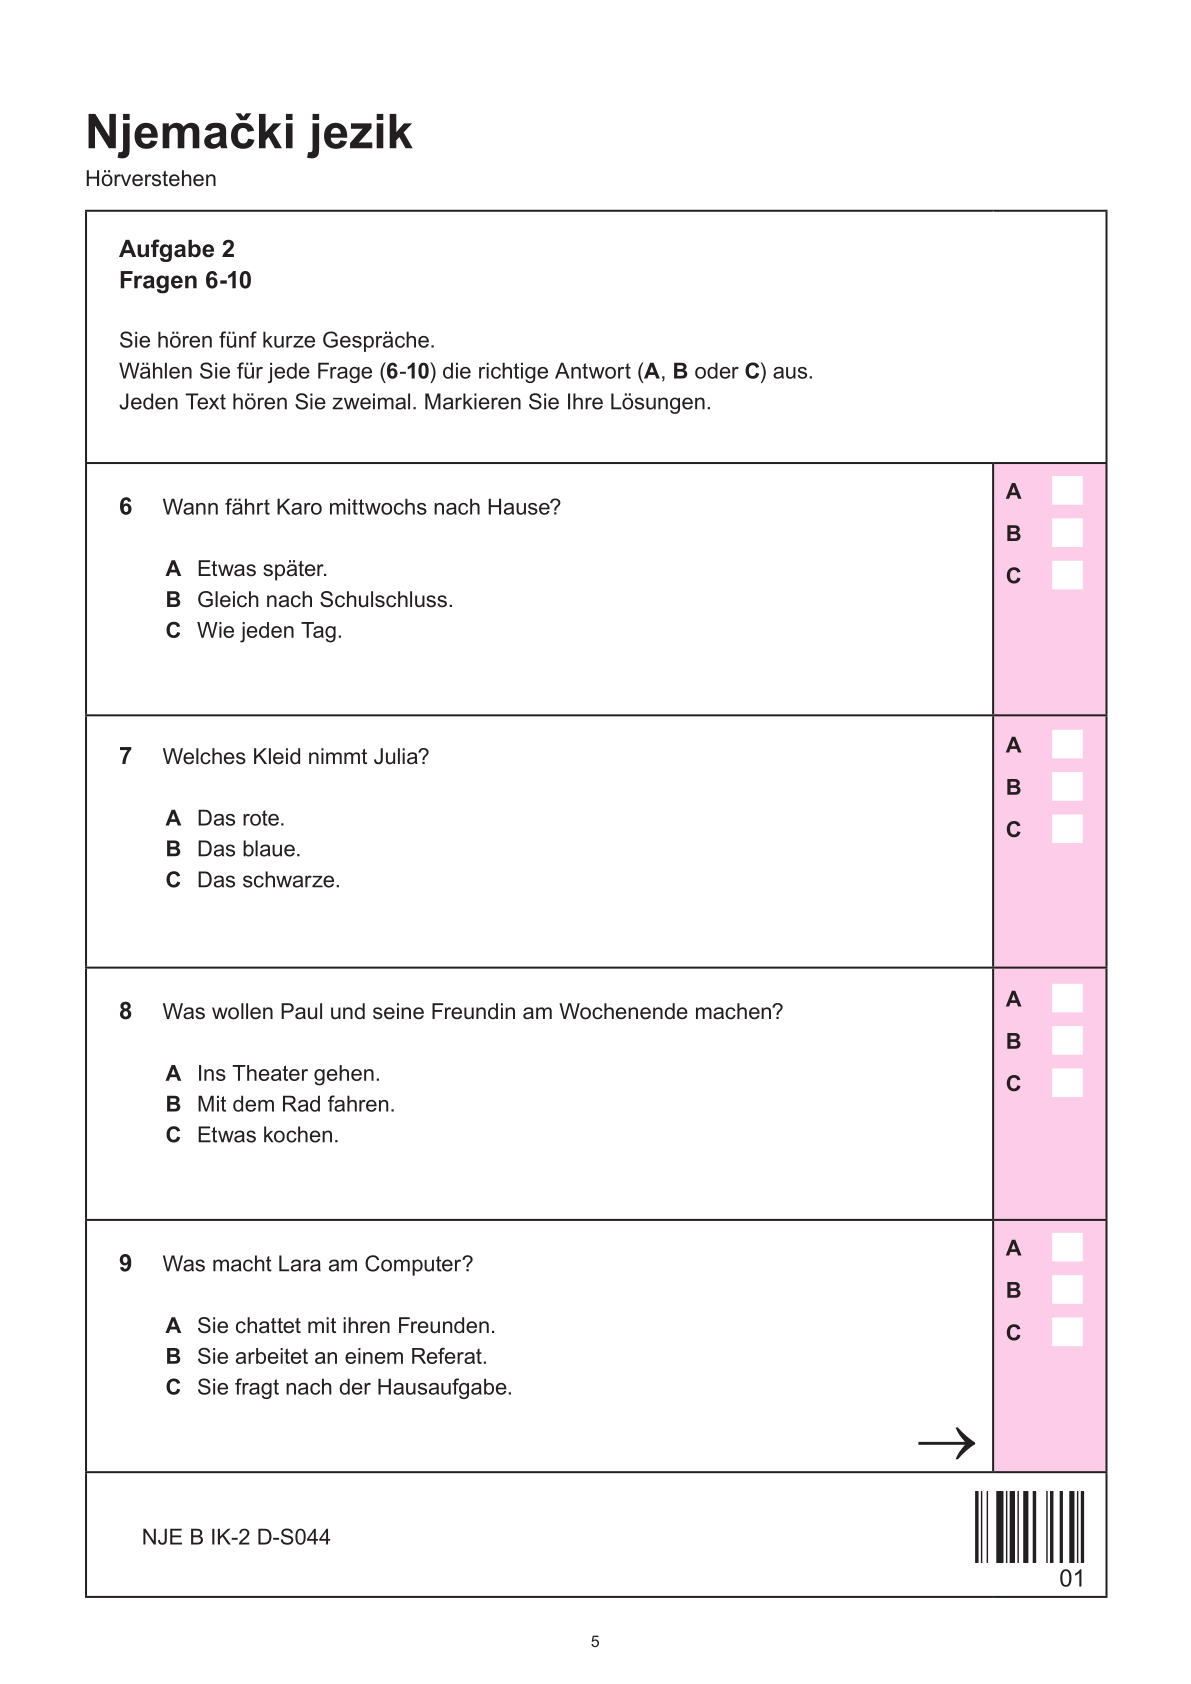 Njemački jezik
Hörverstehen
Aufgabe 2
Fragen 6-10
Sie hören fünf kurze Gespräche.
Wählen Sie für jede Frage (6-10) die richtige Antwort (A, B oder C) aus.
Jeden Text hören Sie zweimal. Markieren Sie Ihre Lösungen.
6 Wann fährt Karo mittwochs nach Hause?
A Etwas später.
B Gleich nach Schulschluss.
C Wie jeden Tag.
A
B
C
7 Welches Kleid nimmt Julia?
A Das rote.
B Das blaue.
C Das schwarze.
A
B
C
8 Was wollen Paul und seine Freundin am Wochenende machen?
A Ins Theater gehen.
B Mit dem Rad fahren.
C Etwas kochen.
A
B
C
9 Was macht Lara am Computer?
A Sie chattet mit ihren Freunden.
B Sie arbeitet an einem Referat.
C Sie fragt nach der Hausaufgabe.
A
B
C
NJE B IK-2 D-S044
01
5